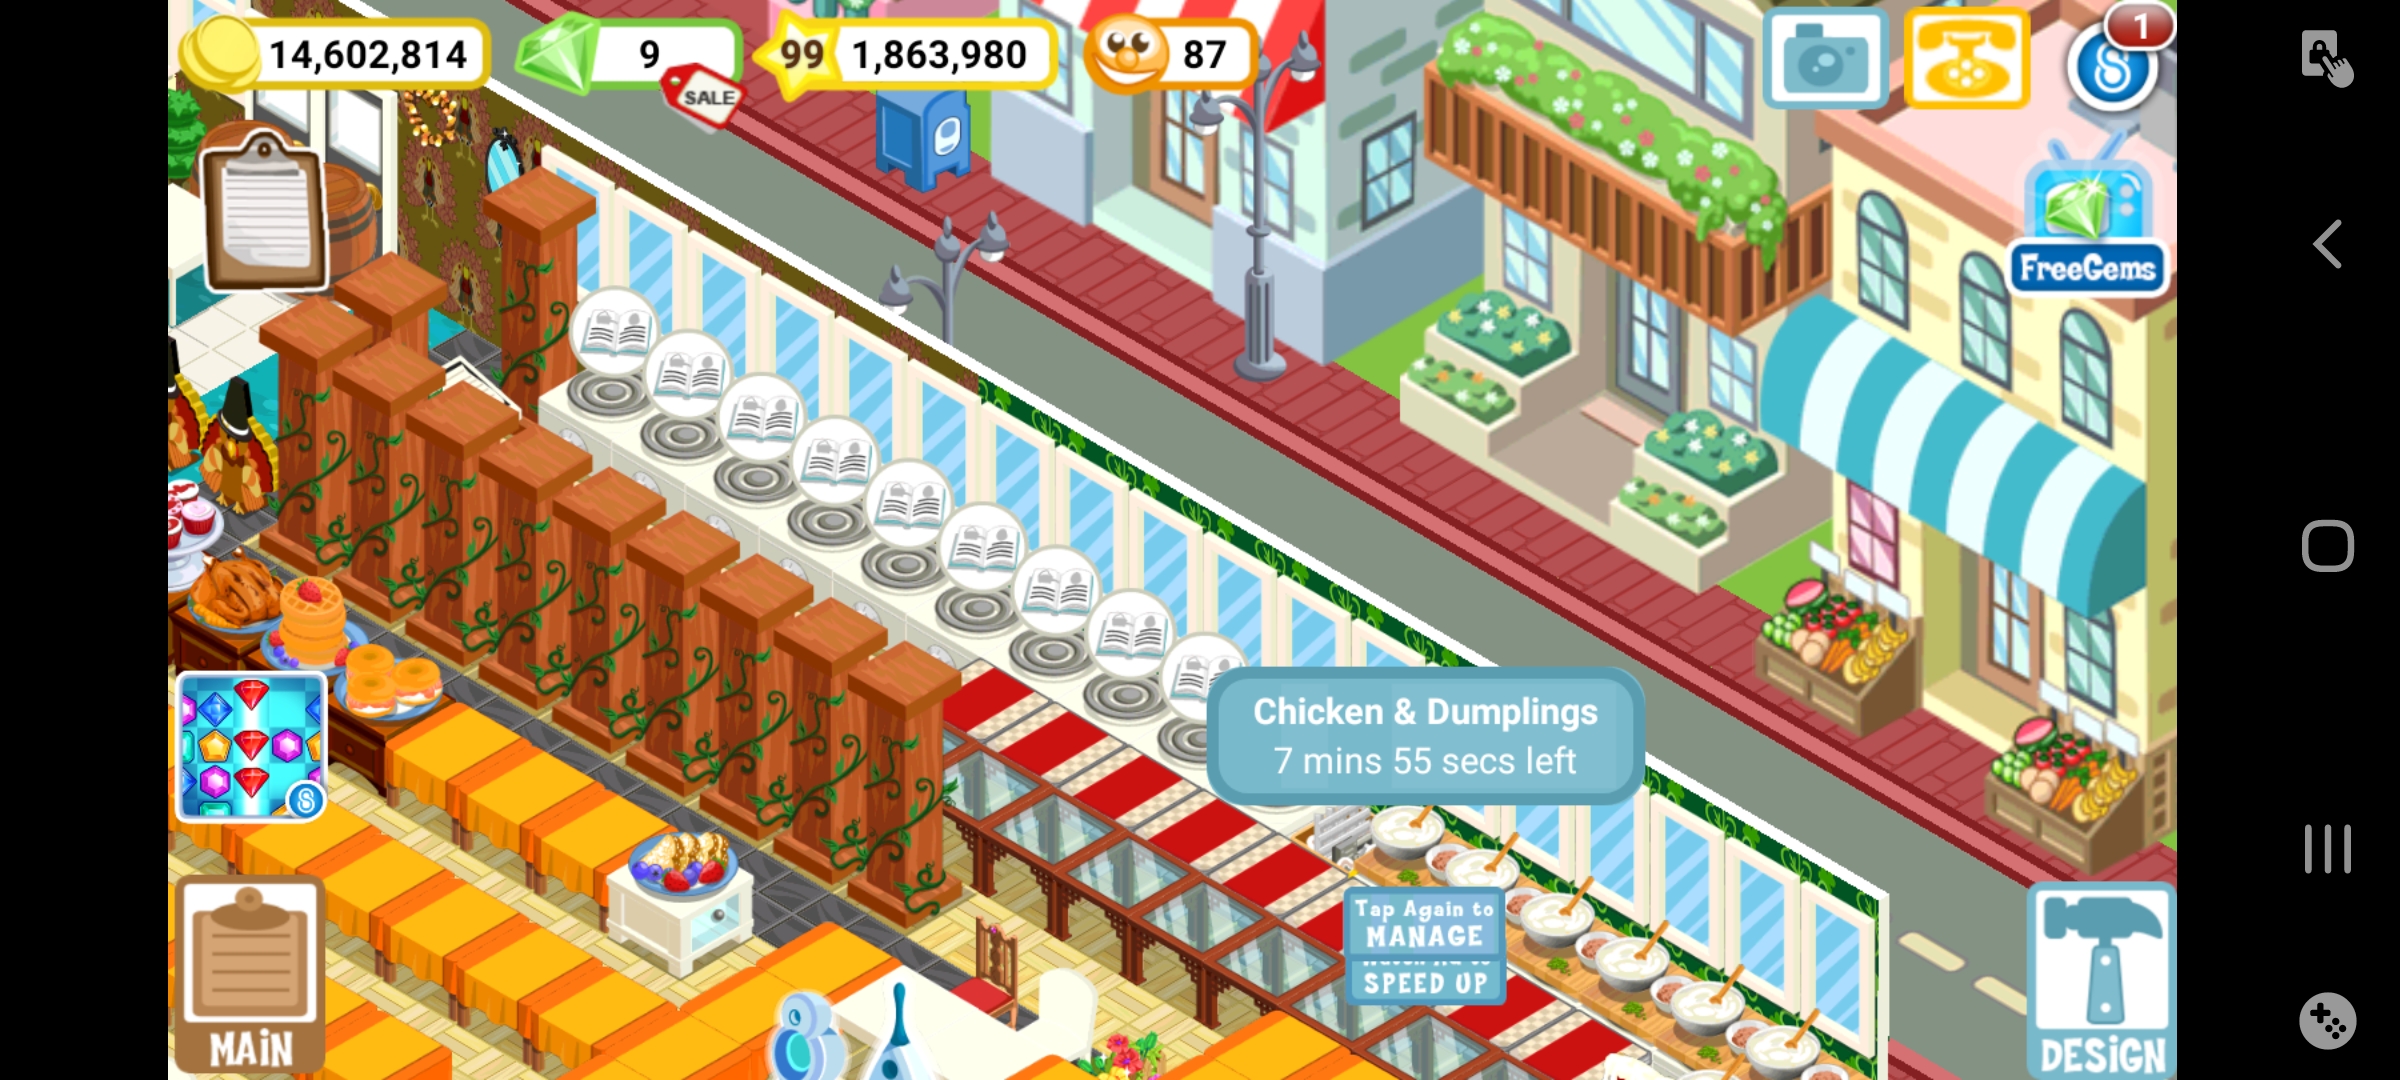 14,602,814
9
SALE
99
1,863,980
87
1
FreeGems
Chicken & Dumplings
7 mins 55 secs left
Tap Again to
MANAGE
SPEED UP
MAiN
DESiGN